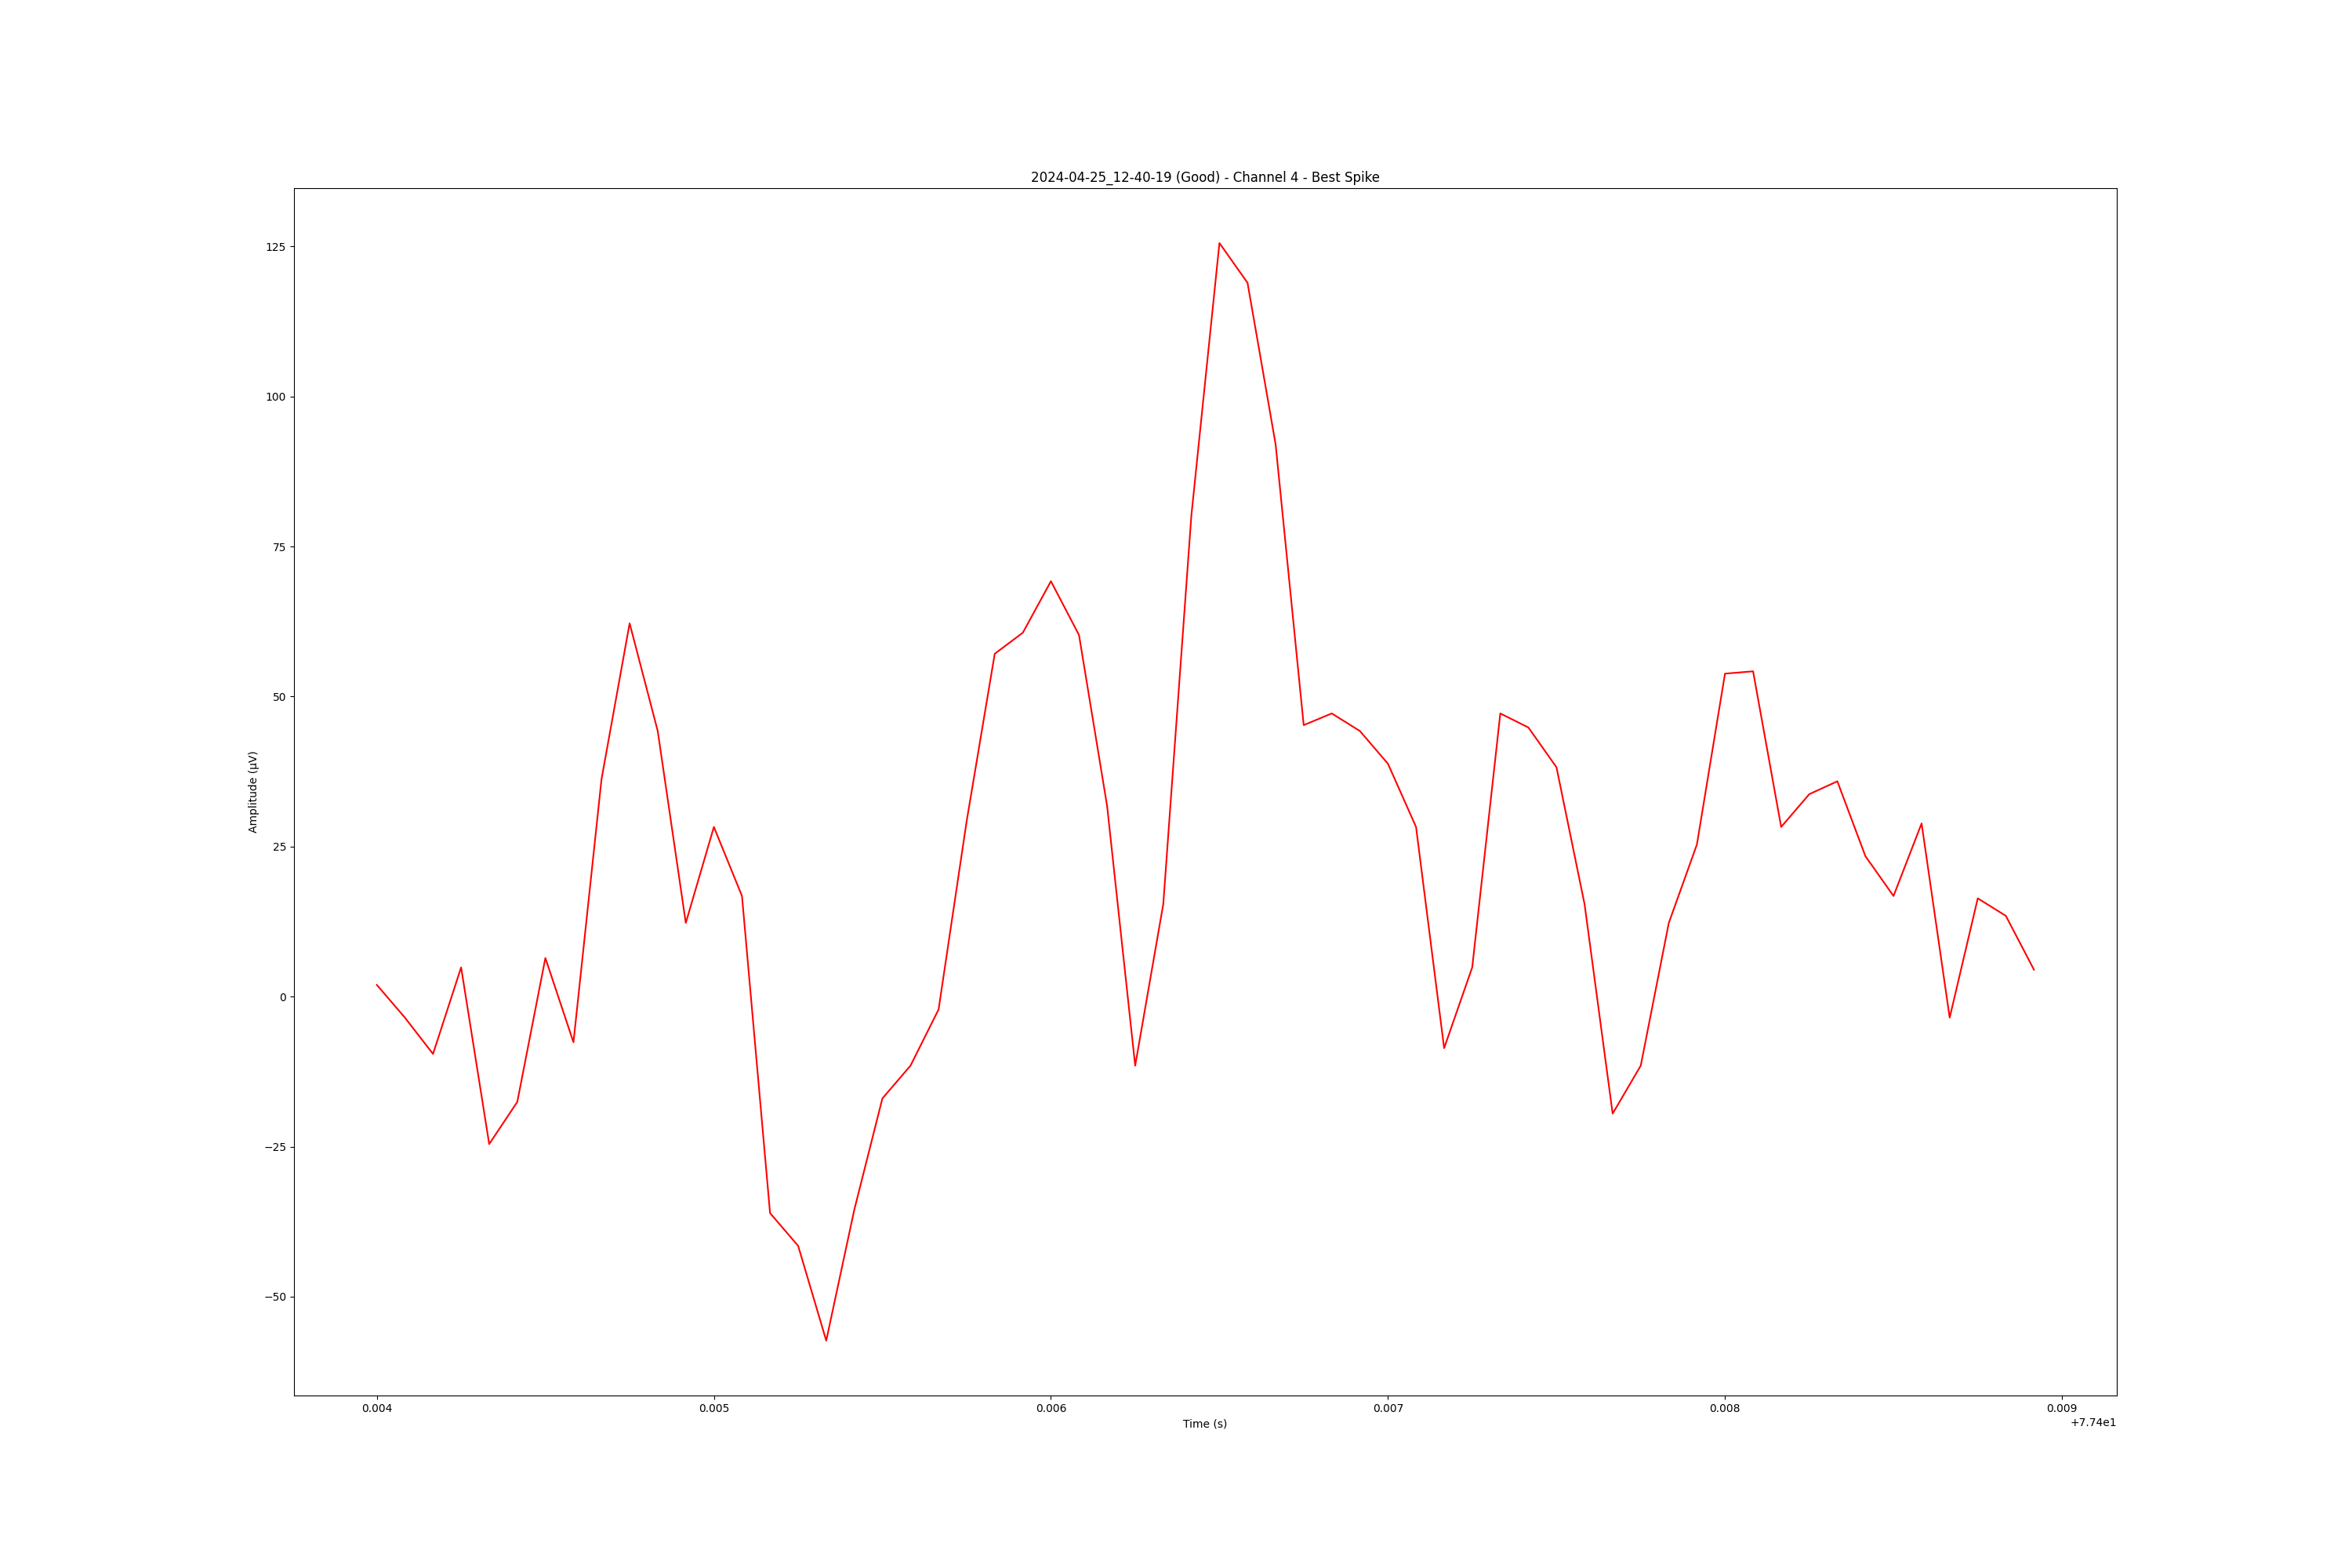 2024-04-25_12-40-19 (Good) - Channel 4 - Best Spike
125
100
75
50
25
0
−25
−50
Amplitude (µV)
0.004 0.005 0.006 0.007 0.008 0.009
Time (s)
+7.74e1